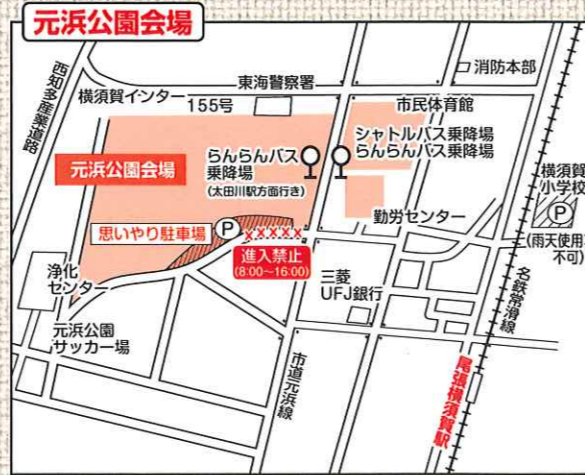 元浜公園会場
西知多産業道路
横須賀インター
155号
東海警察署
消防本部
市民体育館
シャトルバス乗降場
らんらんバス乗降場
らんらんバス
乗降場
(太田川駅方面行き)
元浜公園会場
思いやり駐車場
P
進入禁止
(8:00～16:00)
勤労センター
横須賀
小学校
P
(雨天使用
不可)
浄化
センター
三菱
UFJ銀行
元浜公園
サッカー場
市道元浜線
名鉄常滑線
尾張横須賀駅